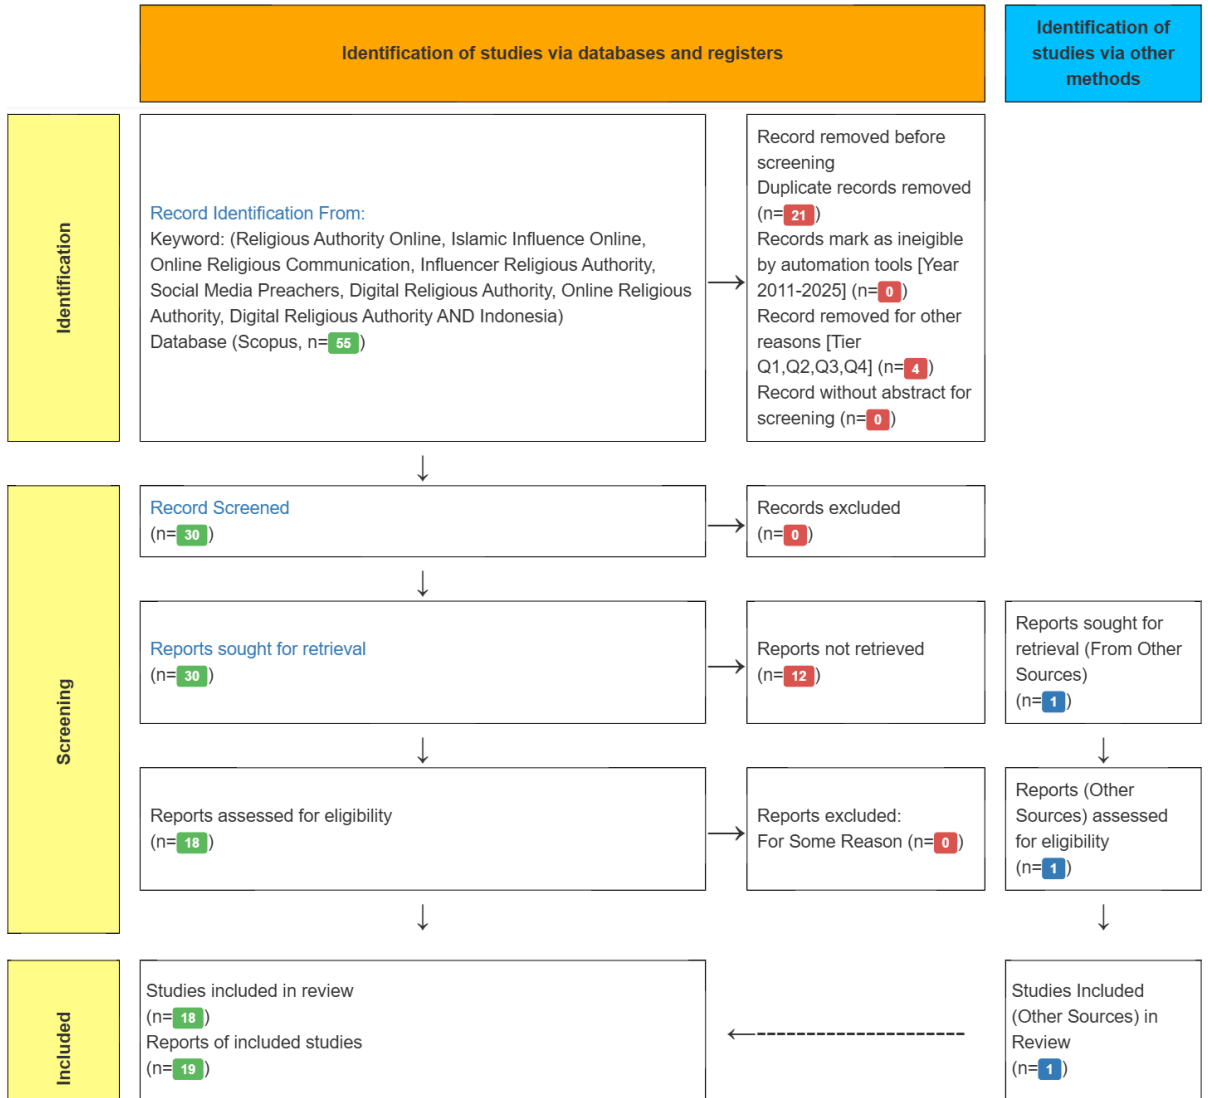 Identification of studies via databases and registers
Identification of
studies via other
methods
Identification
Record Identification From:
Keyword: (Religious Authority Online, Islamic Influence Online,
Online Religious Communication, Influencer Religious Authority,
Social Media Preachers, Digital Religious Authority, Online Religious
Authority, Digital Religious Authority AND Indonesia)
Database (Scopus, n=55)
Record removed before
screening
Duplicate records removed
(n=21)
Records mark as ineigible
by automation tools [Year
2011-2025] (n=0)
Record removed for other
reasons [Tier
Q1,Q2,Q3,Q4] (n=4)
Record without abstract for
screening (n=0)
Screening
Record Screened
(n=30)
Records excluded
(n=0)
Reports sought for retrieval
(n=30)
Reports not retrieved
(n=12)
Reports sought for
retrieval (From Other
Sources)
(n=1)
Reports assessed for eligibility
(n=18)
Reports excluded:
For Some Reason (n=0)
Reports (Other
Sources) assessed
for eligibility
(n=1)
Included
Studies included in review
(n=18)
Reports of included studies
(n=19)
Studies Included
(Other Sources) in
Review
(n=1)